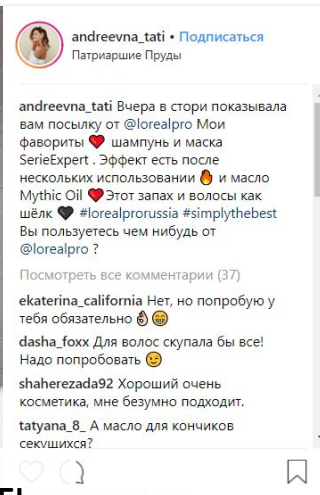 andreevna_tati • Подписаться
Патриаршие Пруды
andreevna_tati Вчера в стори показывала
вам посылку от @lorealpro Мои
фавориты ❤️ шампунь и маска
SerieExpert . Эффект есть после
нескольких использовании 🔥 и масло
Mythic Oil ❤️Этот запах и волосы как
шёлк 🖤 #lorealprorussia #simplythebest
Вы пользуетесь чем нибудь от
@lorealpro ?
Посмотреть все комментарии (37)
ekaterina_california Нет, но попробую у
тебя обязательно 👌😁
dasha_foxx Для волос скупала бы все!
Надо попробовать 😉
shaherezada92 Хороший очень
косметика, мне безумно подходит.
tatyana_8_ А масло для кончиков
секущихся?